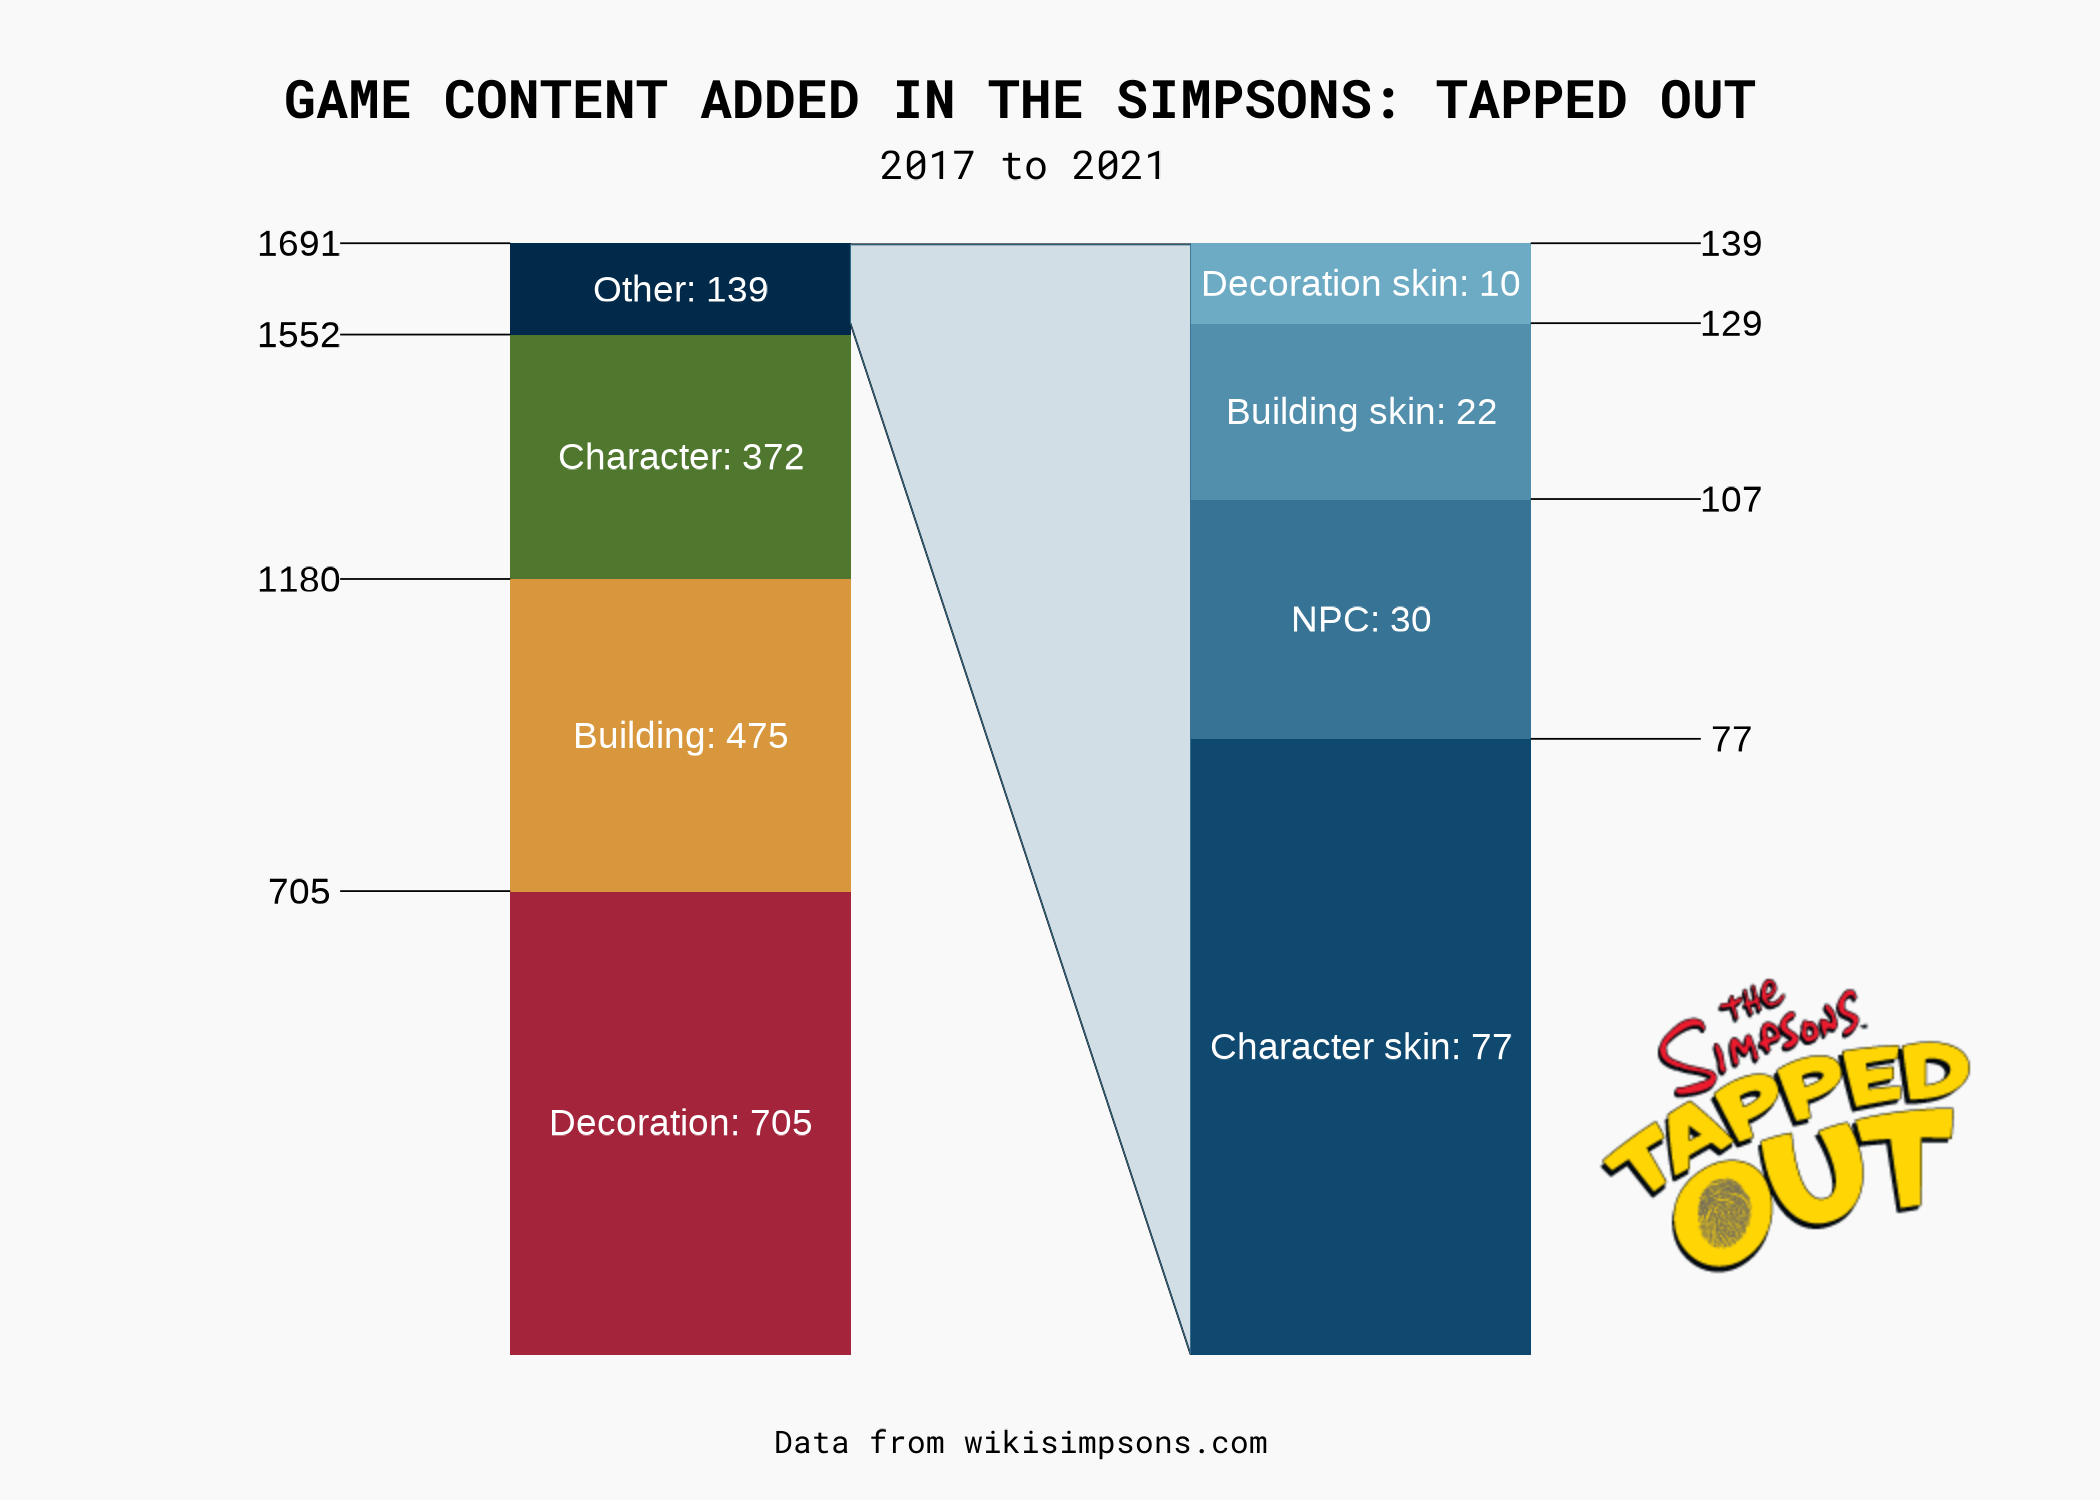 GAME CONTENT ADDED IN THE SIMPSONS: TAPPED OUT
2017 to 2021
1691
1552
1180
705
Other: 139
Character: 372
Building: 475
Decoration: 705
Decoration skin: 10
Building skin: 22
NPC: 30
Character skin: 77
139
129
107
77
THE
SIMPSONS™
TAPPED
OUT
Data from wikisimpsons.com